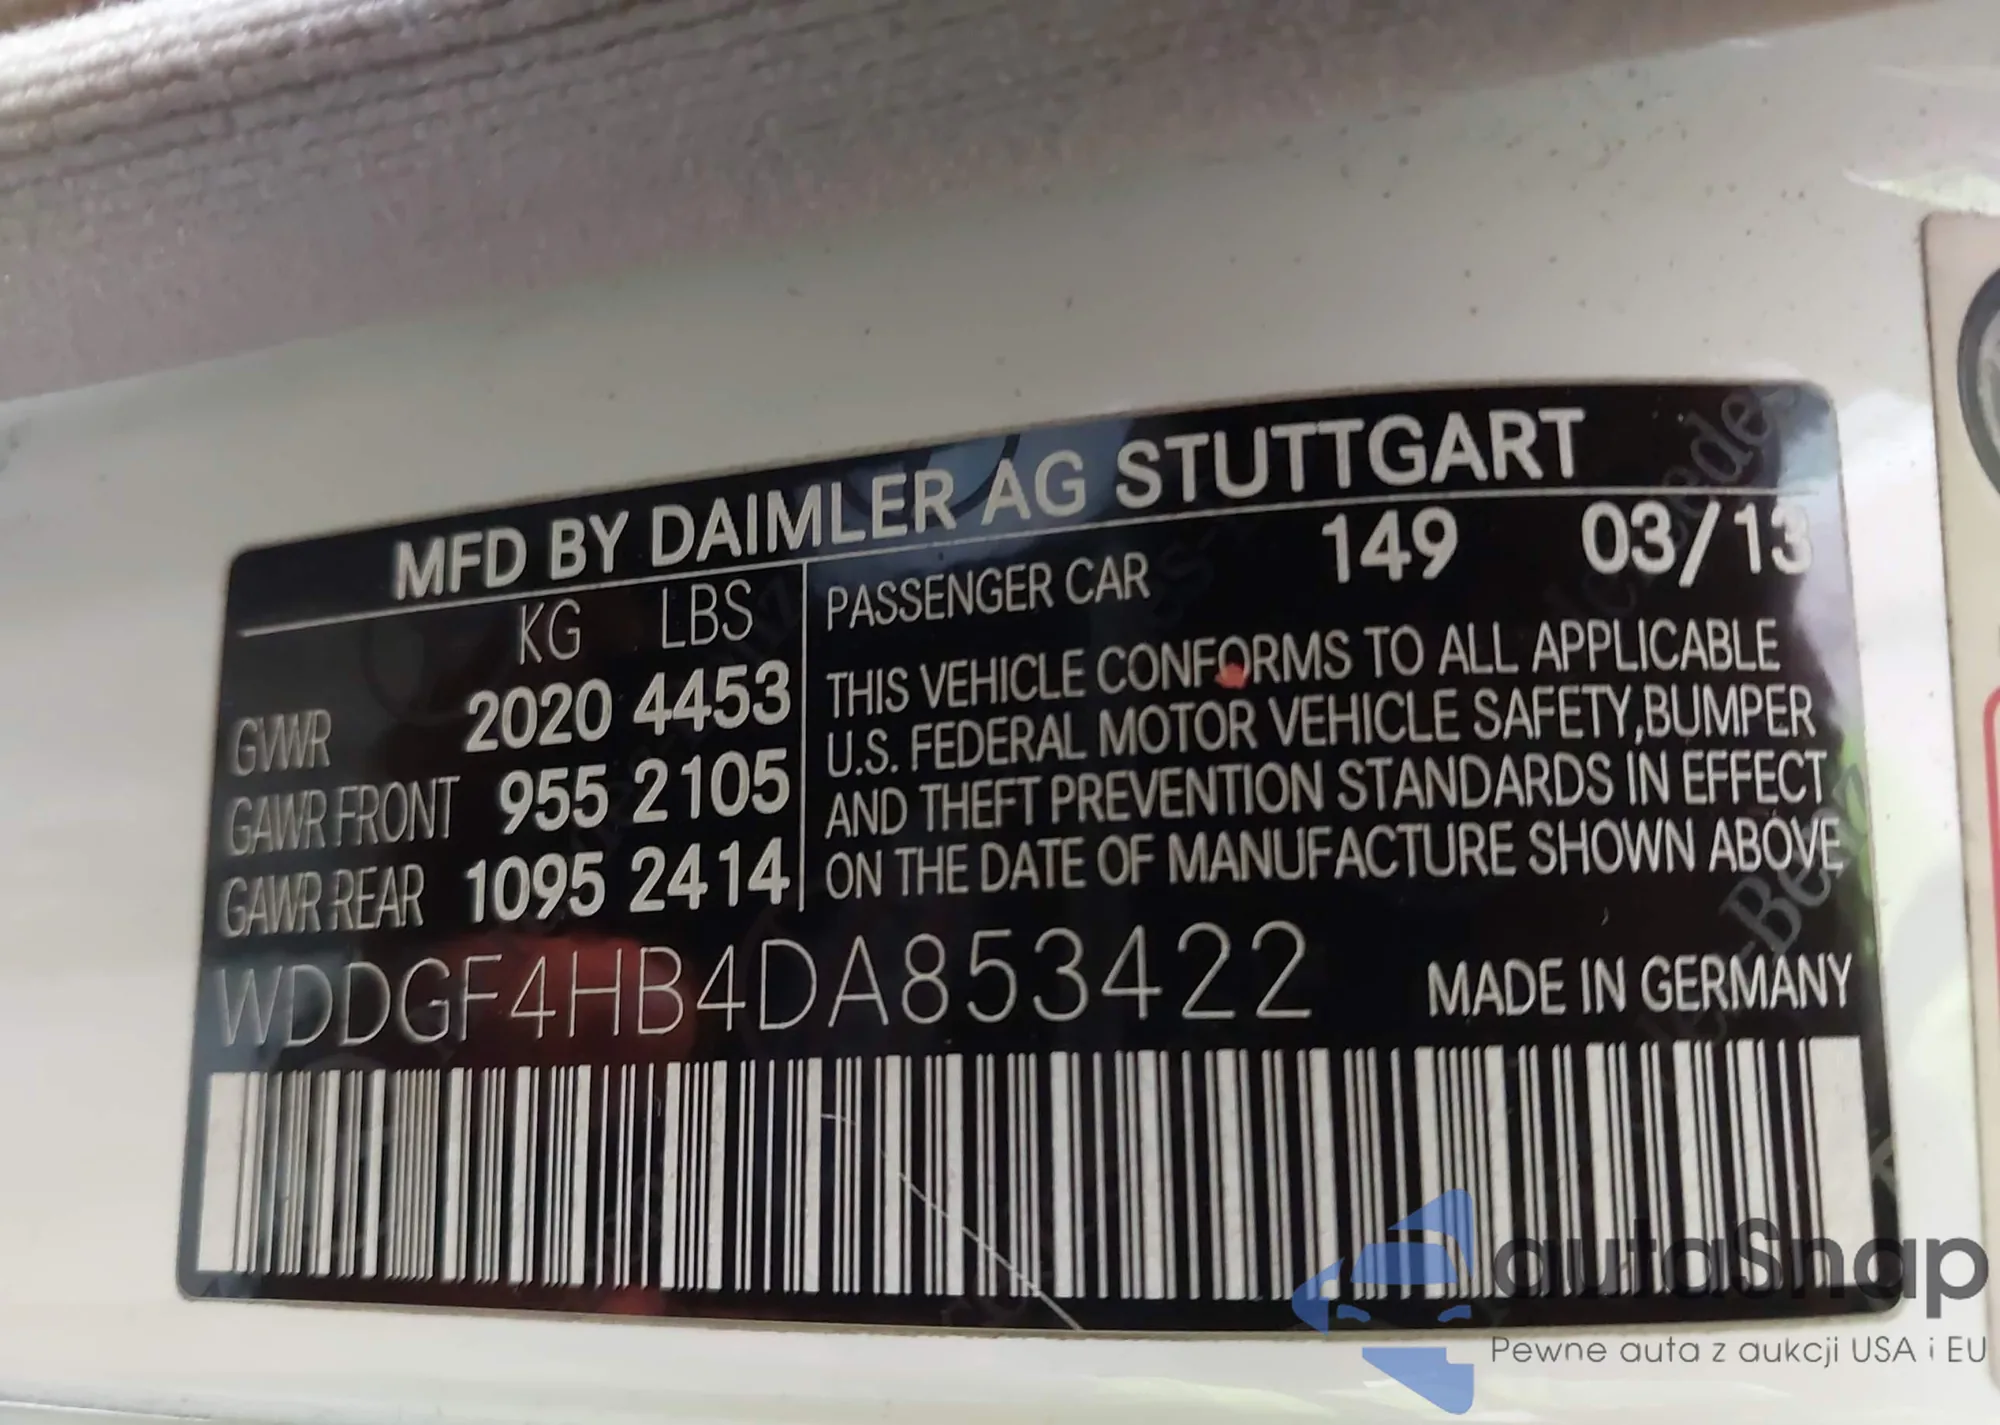 MFD BY DAIMLER AG STUTTGART
KG LBS
GVWR 2020 4453
GAWR FRONT 955 2105
GAWR REAR 1095 2414
PASSENGER CAR 149 03/13
THIS VEHICLE CONFORMS TO ALL APPLICABLE
U.S. FEDERAL MOTOR VEHICLE SAFETY,BUMPER
AND THEFT PREVENTION STANDARDS IN EFFECT
ON THE DATE OF MANUFACTURE SHOWN ABOVE
WDDGF4HB4DA853422 MADE IN GERMANY
autaSnap
Pewne auta z aukcji USA i EU